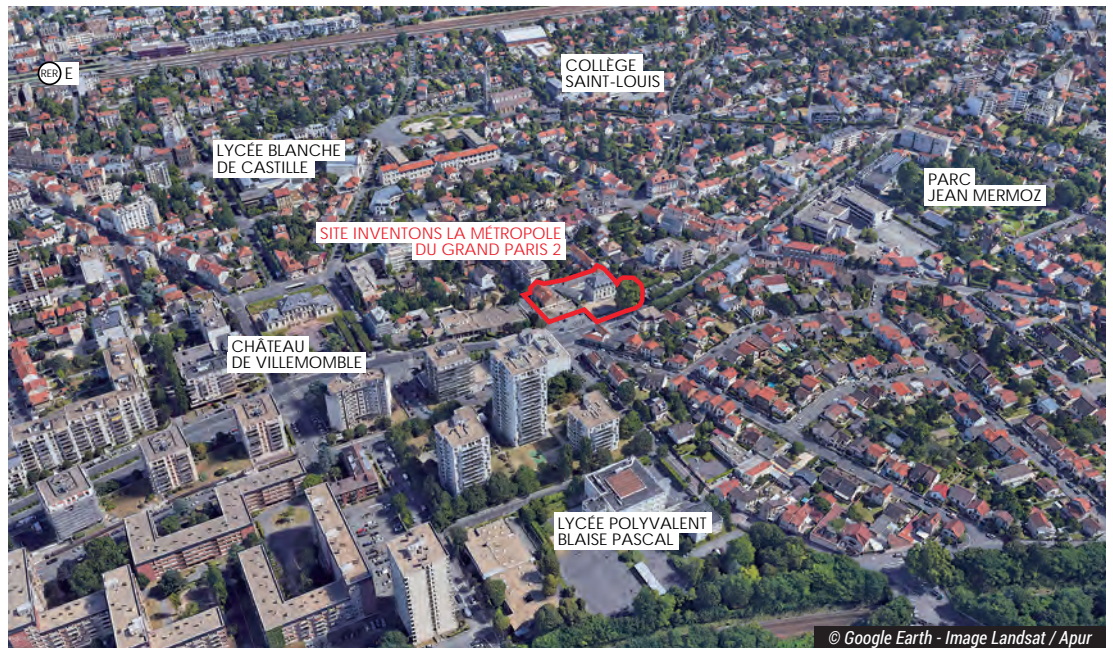 RER E
COLLÈGE
SAINT-LOUIS
LYCÉE BLANCHE
DE CASTILLE
PARC
JEAN MERMOZ
SITE INVENTONS LA MÉTROPOLE
DU GRAND PARIS 2
CHÂTEAU
DE VILLEMOMBLE
LYCÉE POLYVALENT
BLAISE PASCAL
© Google Earth - Image Landsat / Apur